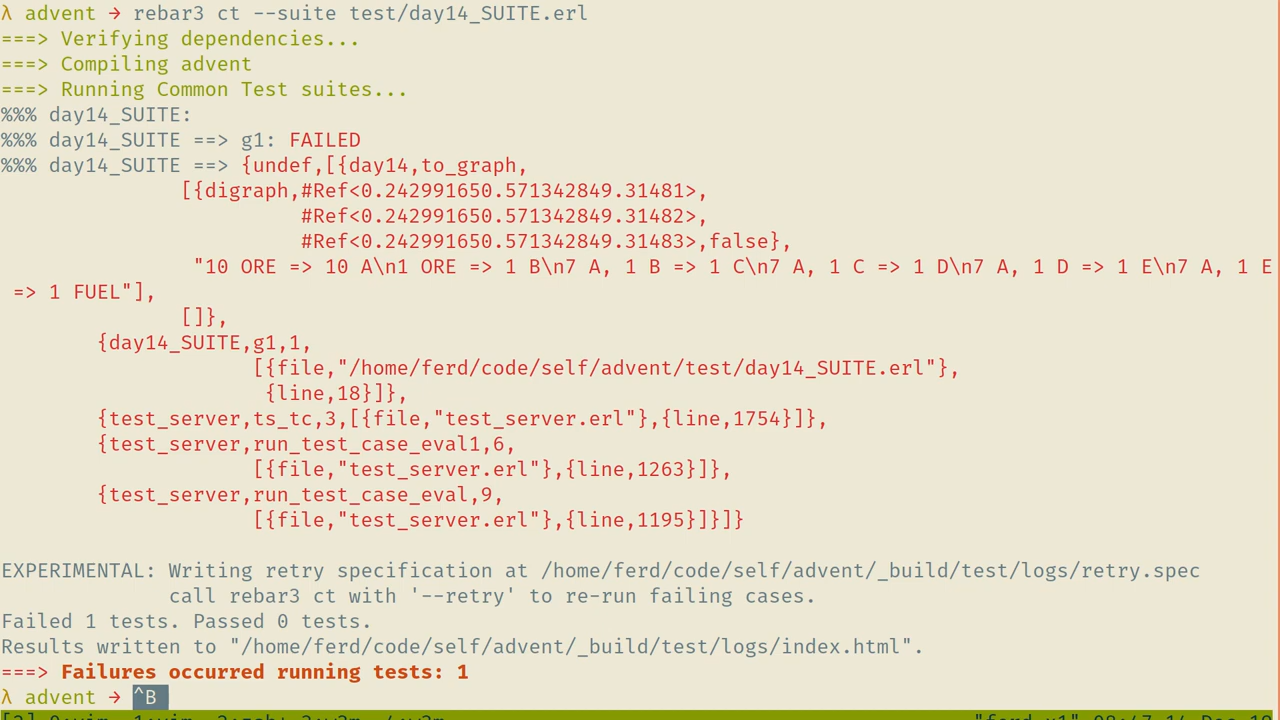 λ advent → rebar3 ct --suite test/day14_SUITE.erl
===> Verifying dependencies...
===> Compiling advent
===> Running Common Test suites...
%%% day14_SUITE:
%%% day14_SUITE ==> g1: FAILED
%%% day14_SUITE ==> {undef,[{day14,to_graph,
[{digraph,#Ref<0.242991650.571342849.31481>,
#Ref<0.242991650.571342849.31482>,
#Ref<0.242991650.571342849.31483>,false},
"10 ORE => 10 A\n1 ORE => 1 B\n7 A, 1 B => 1 C\n7 A, 1 C => 1 D\n7 A, 1 D => 1 E\n7 A, 1 E
=> 1 FUEL"],
[]},
{day14_SUITE,g1,1,
[{file,"/home/ferd/code/self/advent/test/day14_SUITE.erl"},
{line,18}]},
{test_server,ts_tc,3,[{file,"test_server.erl"},{line,1754}]},
{test_server,run_test_case_eval1,6,
[{file,"test_server.erl"},{line,1263}]},
{test_server,run_test_case_eval,9,
[{file,"test_server.erl"},{line,1195}]}]}
EXPERIMENTAL: Writing retry specification at /home/ferd/code/self/advent/_build/test/logs/retry.spec
call rebar3 ct with '--retry' to re-run failing cases.
Failed 1 tests. Passed 0 tests.
Results written to "/home/ferd/code/self/advent/_build/test/logs/index.html".
===> Failures occurred running tests: 1
λ advent → ^B